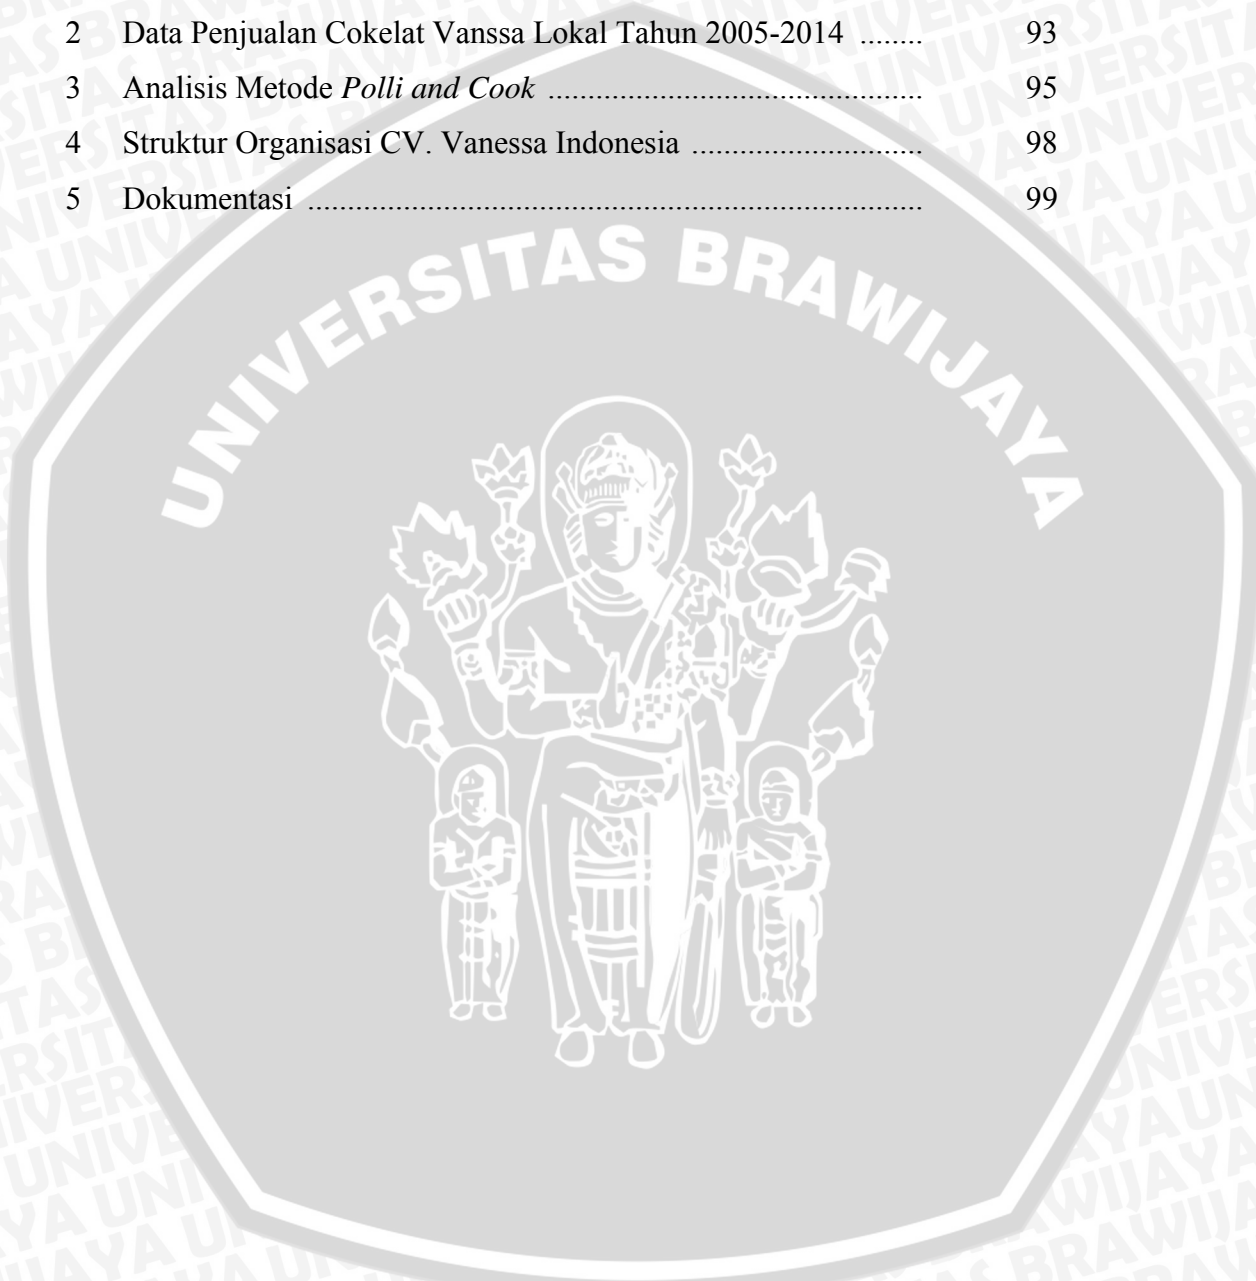 2 Data Penjualan Cokelat Vanssa Lokal Tahun 2005-2014 ........ 93
3 Analisis Metode Polli and Cook ................................................ 95
4 Struktur Organisasi CV. Vanessa Indonesia ............................. 98
5 Dokumentasi ............................................................................. 99
UNIVERSITAS BRAWIJAYA